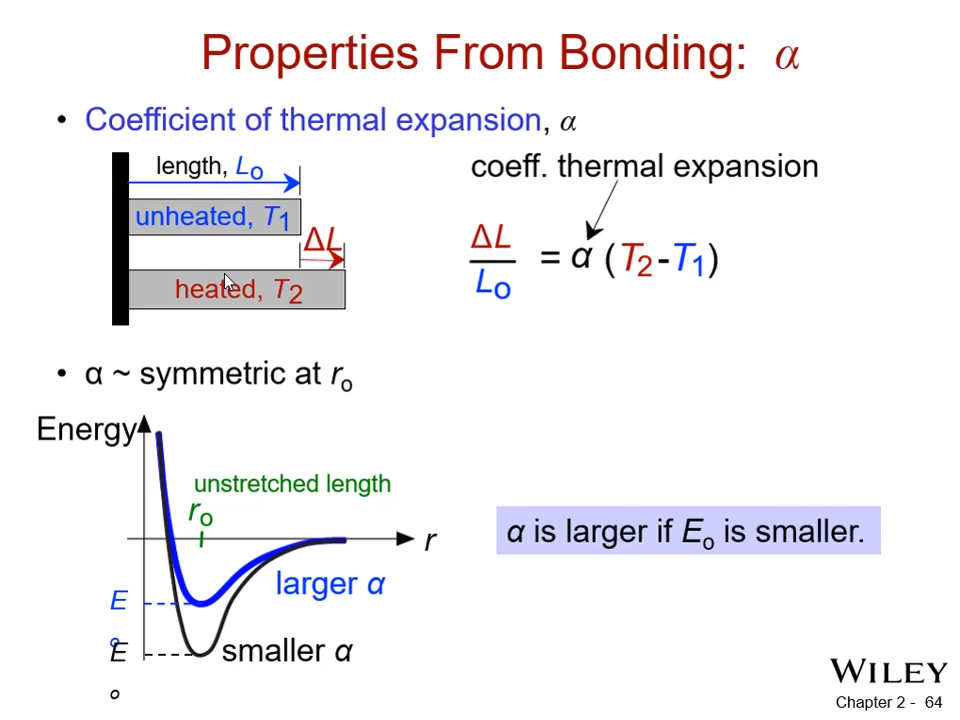 Properties From Bonding: α
• Coefficient of thermal expansion, α
length, Lo
unheated, T1
ΔL
heated, T2
coeff. thermal expansion
ΔL
Lo
= α (T2-T1)
• α ~ symmetric at ro
Energy
unstretched length
ro
r
larger α
E
o
E
o
smaller α
α is larger if Eo is smaller.
WILEY
Chapter 2 - 64